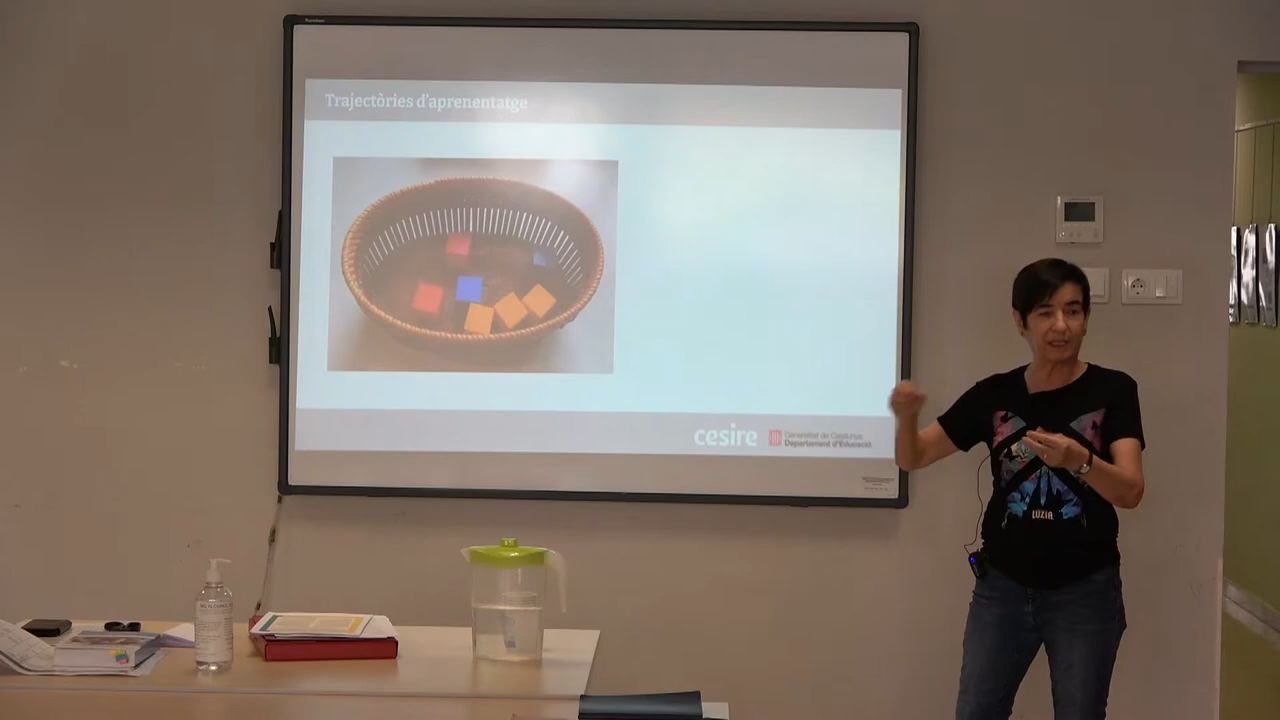 Trajectòries d'aprenentatge
cesire
Generalitat de Catalunya
Departament d'Educació
LUZIA